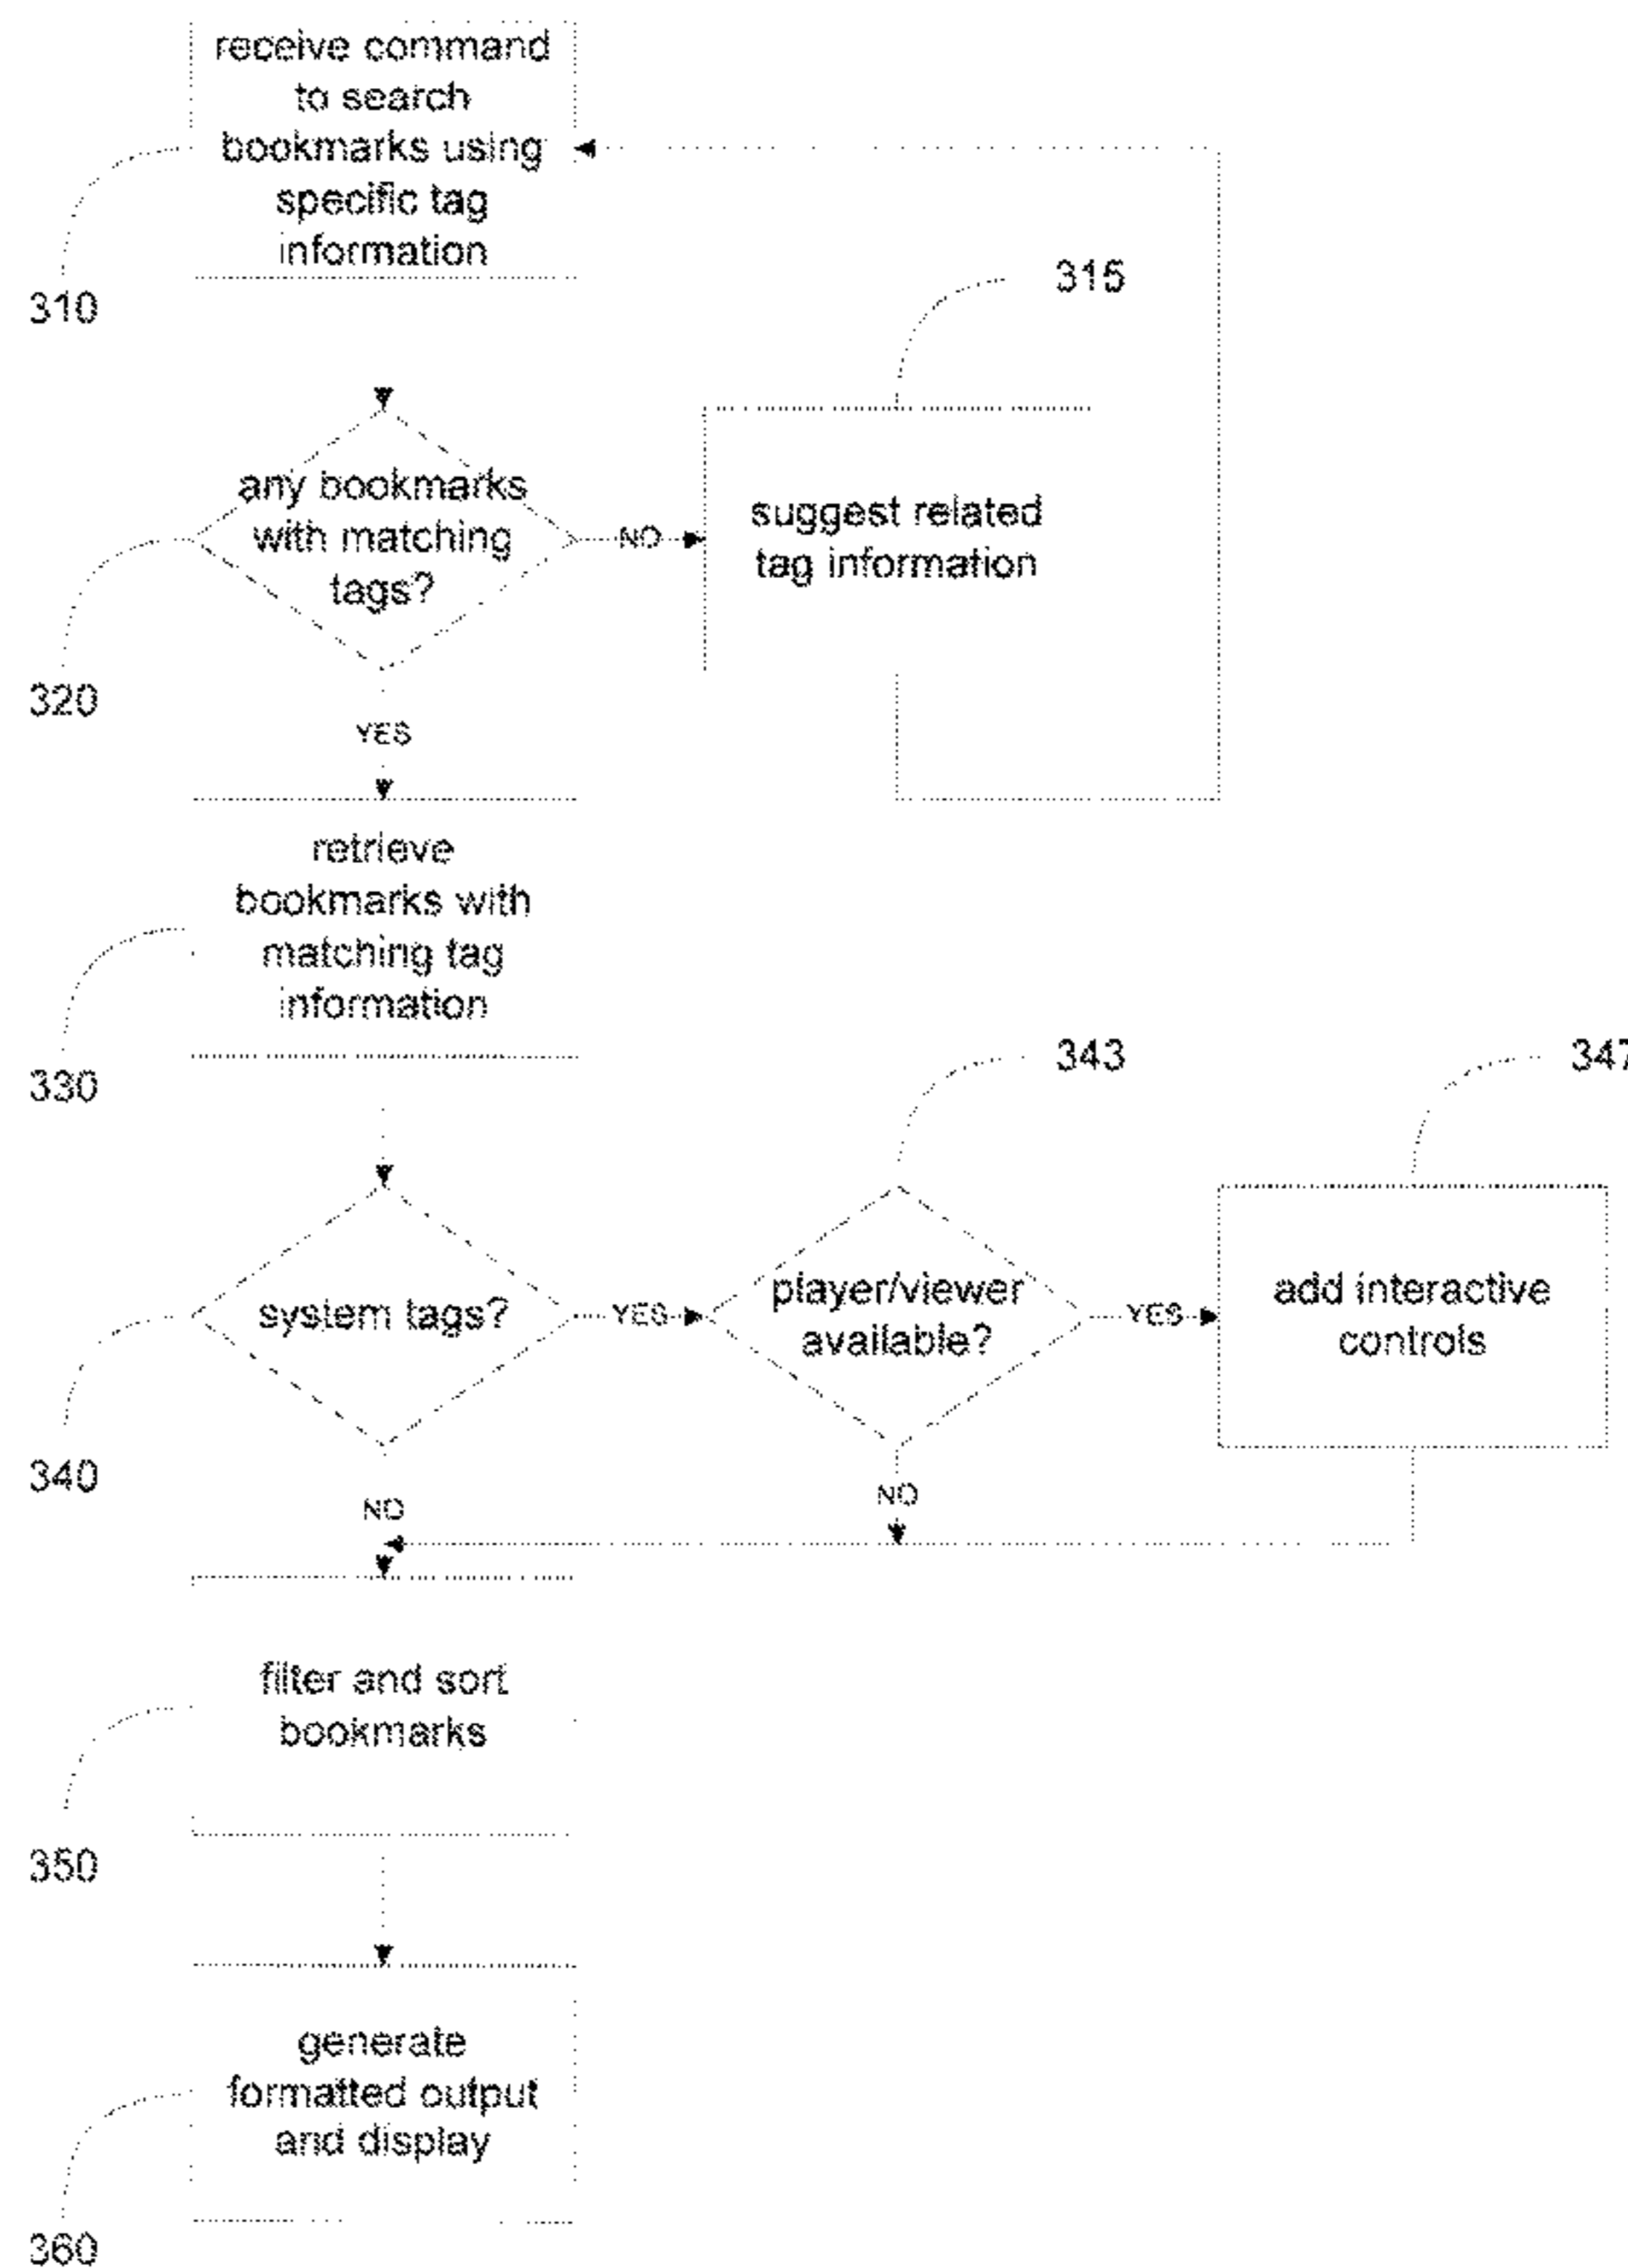 receive command
to search
bookmarks using
specific tag
information
310
315
any bookmarks
with matching
tags?
NO
suggest related
tag information
320
YES
retrieve
bookmarks with
matching tag
information
330
343
347
system tags?
YES
player/viewer
available?
YES
add interactive
controls
340
NO
NO
filter and sort
bookmarks
350
generate
formatted output
and display
360